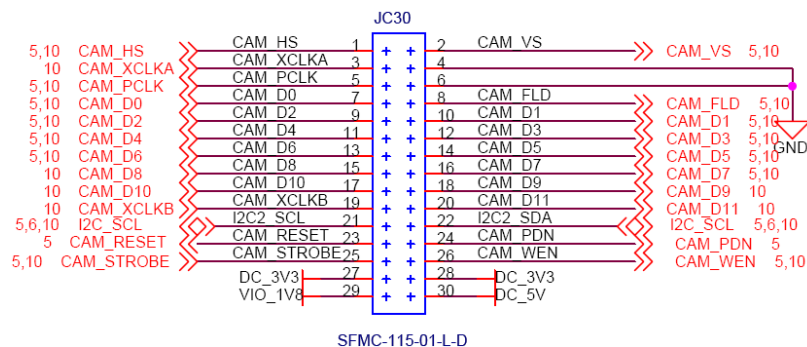 JC30
5,10 CAM_HS CAM_HS 1 2 CAM_VS CAM_VS 5,10
10 CAM_XCLKA CAM_XCLKA 3 4
5,10 CAM_PCLK CAM_PCLK 5 6
5,10 CAM_D0 CAM_D0 7 8 CAM_FLD CAM_FLD 5,10
5,10 CAM_D2 CAM_D2 9 10 CAM_D1 CAM_D1 5,10
5,10 CAM_D4 CAM_D4 11 12 CAM_D3 CAM_D3 5,10
5,10 CAM_D6 CAM_D6 13 14 CAM_D5 CAM_D5 5,10
10 CAM_D8 CAM_D8 15 16 CAM_D7 CAM_D7 5,10
10 CAM_D10 CAM_D10 17 18 CAM_D9 CAM_D9 10
10 CAM_XCLKB CAM_XCLKB 19 20 CAM_D11 CAM_D11 10
5,6,10 I2C_SCL I2C2_SCL 21 22 I2C2_SDA I2C_SCL 5,6,10
5 CAM_RESET CAM_RESET 23 24 CAM_PDN CAM_PDN 5
5,10 CAM_STROBE CAM_STROBE 25 26 CAM_WEN CAM_WEN 5,10
DC_3V3 27 28 DC_3V3
VIO_1V8 29 30 DC_5V
GND
SFMC-115-01-L-D